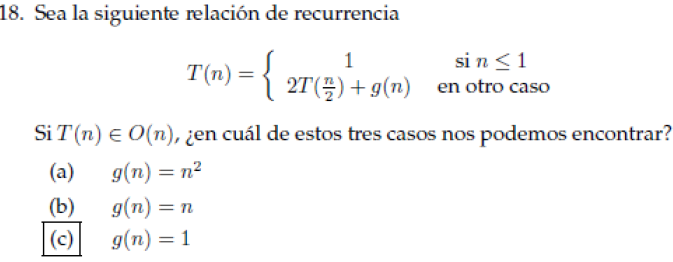 18. Sea la siguiente relación de recurrencia
T(n) = { 1 si n ≤ 1
2T(n/2) + g(n) en otro caso
Si T(n) ∈ O(n), ¿en cuál de estos tres casos nos podemos encontrar?
(a) g(n) = n²
(b) g(n) = n
(c) g(n) = 1